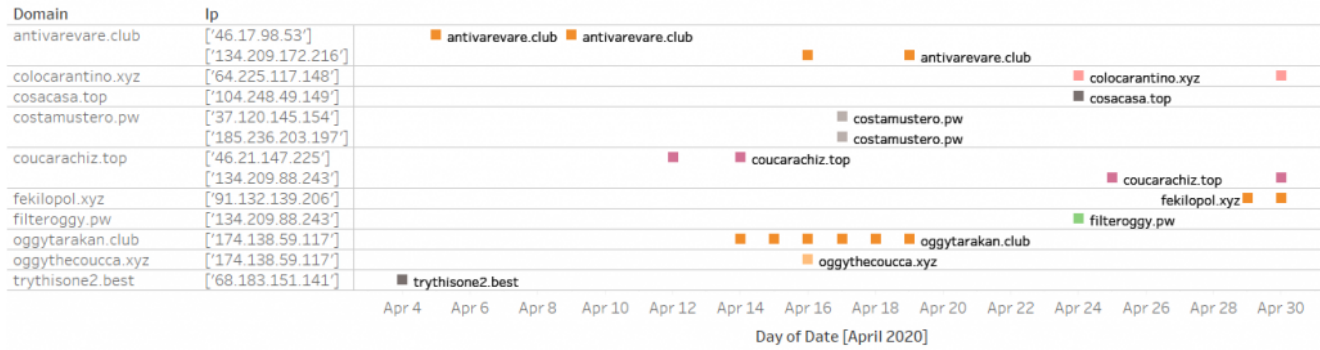 Domain Ip
antivarevare.club ['46.17.98.53'] antivarevare.club antivarevare.club
['134.209.172.216'] antivarevare.club
colocarantino.xyz ['64.225.117.148'] colocarantino.xyz
cosacasa.top ['104.248.49.149'] cosacasa.top
costamustero.pw ['37.120.145.154'] costamustero.pw
['185.236.203.197'] costamustero.pw
coucarachiz.top ['46.21.147.225'] coucarachiz.top
['134.209.88.243'] coucarachiz.top
fekilopol.xyz ['91.132.139.206'] fekilopol.xyz
filteroggy.pw ['134.209.88.243'] filteroggy.pw
oggytarakan.club ['174.138.59.117'] oggytarakan.club
oggythecoucca.xyz ['174.138.59.117'] oggythecoucca.xyz
trythisone2.best ['68.183.151.141'] trythisone2.best
Apr 4 Apr 6 Apr 8 Apr 10 Apr 12 Apr 14 Apr 16 Apr 18 Apr 20 Apr 22 Apr 24 Apr 26 Apr 28 Apr 30
Day of Date [April 2020]